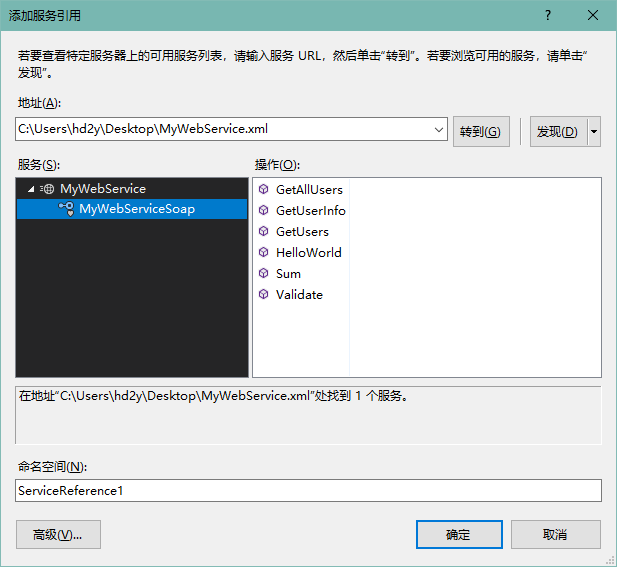 添加服务引用
若要查看特定服务器上的可用服务列表，请输入服务 URL，然后单击“转到”。若要浏览可用的服务，请单击“
发现”。
地址(A):
C:\Users\hd2y\Desktop\MyWebService.xml
转到(G)
发现(D)
服务(S):
操作(O):
MyWebService
MyWebServiceSoap
GetAllUsers
GetUserInfo
GetUsers
HelloWorld
Sum
Validate
在地址“C:\Users\hd2y\Desktop\MyWebService.xml”处找到 1 个服务。
命名空间(N):
ServiceReference1
高级(V)...
确定
取消